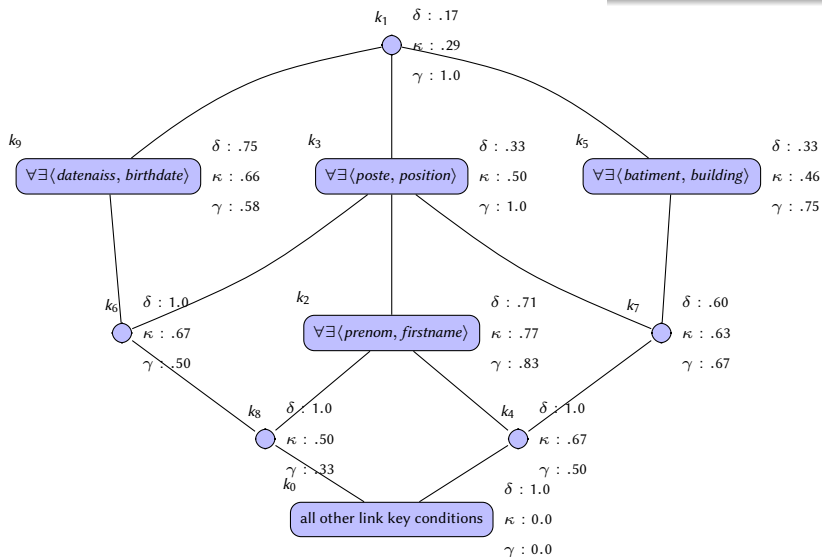 k₁
δ : .17
κ : .29
γ : 1.0
k₉
∀∃⟨datenaiss, birthdate⟩
δ : .75
κ : .66
γ : .58
k₃
∀∃⟨poste, position⟩
δ : .33
κ : .50
γ : 1.0
k₅
∀∃⟨batiment, building⟩
δ : .33
κ : .46
γ : .75
k₆
δ : 1.0
κ : .67
γ : .50
k₂
∀∃⟨prenom, firstname⟩
δ : .71
κ : .77
γ : .83
k₇
δ : .60
κ : .63
γ : .67
k₈
δ : 1.0
κ : .50
γ : .33
k₄
δ : 1.0
κ : .67
γ : .50
k₀
all other link key conditions
δ : 1.0
κ : 0.0
γ : 0.0